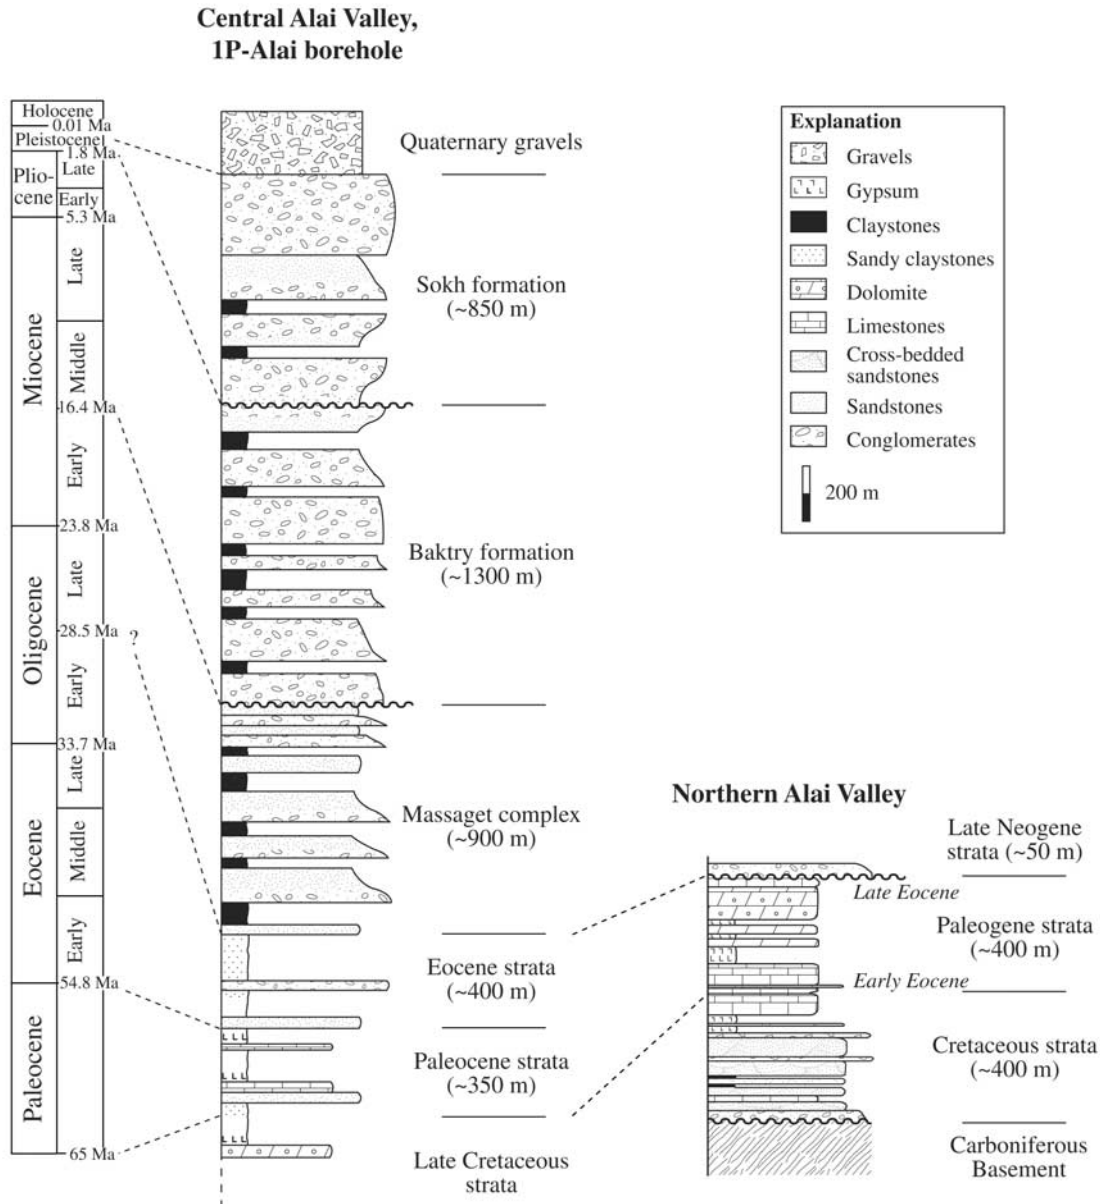 Central Alai Valley,
1P-Alai borehole
Holocene
0.01 Ma
Pleistocene
1.8 Ma
Plio-
cene
Late
Early
5.3 Ma
Miocene
Late
Middle
16.4 Ma
Early
23.8 Ma
Oligocene
Late
28.5 Ma
?
Early
33.7 Ma
Eocene
Late
Middle
Early
54.8 Ma
Paleocene
65 Ma
Quaternary gravels
Sokh formation
(~850 m)
Baktry formation
(~1300 m)
Massaget complex
(~900 m)
Eocene strata
(~400 m)
Paleocene strata
(~350 m)
Late Cretaceous
strata
Explanation
Gravels
Gypsum
Claystones
Sandy claystones
Dolomite
Limestones
Cross-bedded
sandstones
Sandstones
Conglomerates
200 m
Northern Alai Valley
Late Neogene
strata (~50 m)
Late Eocene
Paleogene strata
(~400 m)
Early Eocene
Cretaceous strata
(~400 m)
Carboniferous
Basement